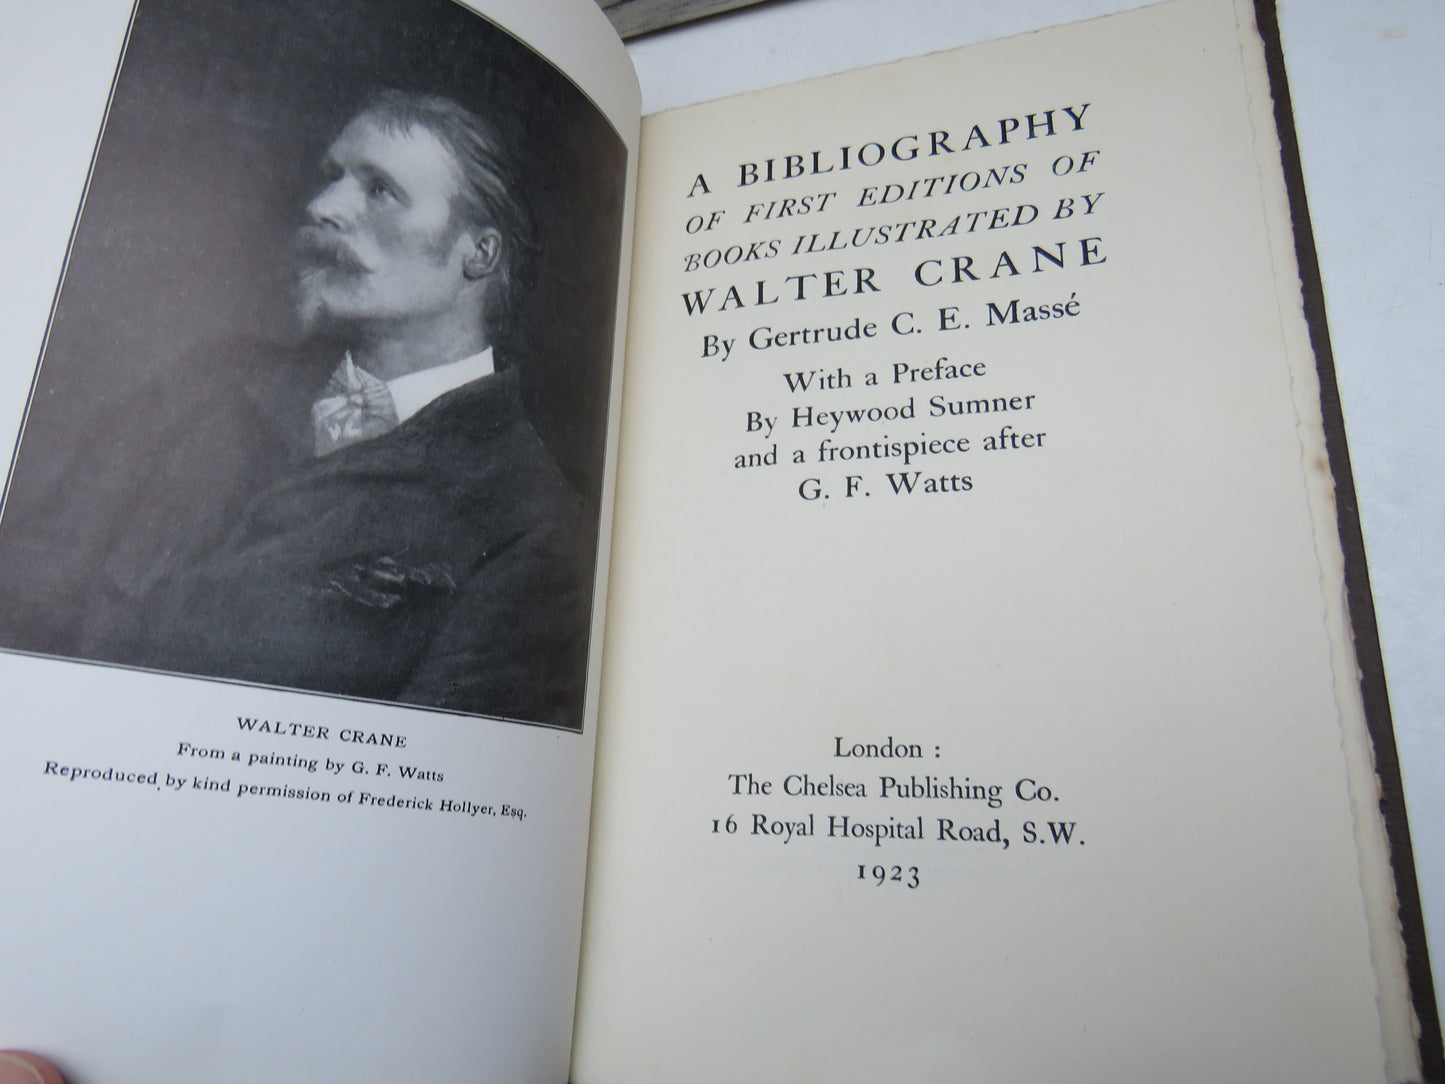 WALTER CRANE
From a painting by G. F. Watts
Reproduced by kind permission of Frederick Hollyer, Esq.
A BIBLIOGRAPHY
OF FIRST EDITIONS OF
BOOKS ILLUSTRATED BY
WALTER CRANE
By Gertrude C. E. Massé
With a Preface
By Heywood Sumner
and a frontispiece after
G. F. Watts
London :
The Chelsea Publishing Co.
16 Royal Hospital Road, S.W.
1923